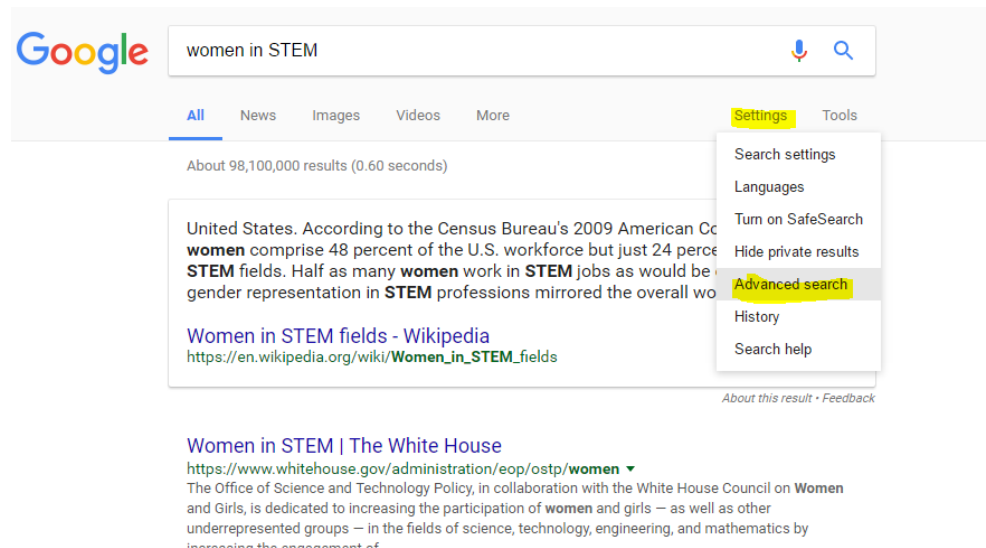 Google
women in STEM
All News Images Videos More Settings Tools
About 98,100,000 results (0.60 seconds)
Search settings
Languages
Turn on SafeSearch
Hide private results
Advanced search
History
Search help
United States. According to the Census Bureau's 2009 American Co
women comprise 48 percent of the U.S. workforce but just 24 perce
STEM fields. Half as many women work in STEM jobs as would be
gender representation in STEM professions mirrored the overall wo
Women in STEM fields - Wikipedia
https://en.wikipedia.org/wiki/Women_in_STEM_fields
About this result • Feedback
Women in STEM | The White House
https://www.whitehouse.gov/administration/eop/ostp/women
The Office of Science and Technology Policy, in collaboration with the White House Council on Women
and Girls, is dedicated to increasing the participation of women and girls — as well as other
underrepresented groups — in the fields of science, technology, engineering, and mathematics by
increasing the engagement of